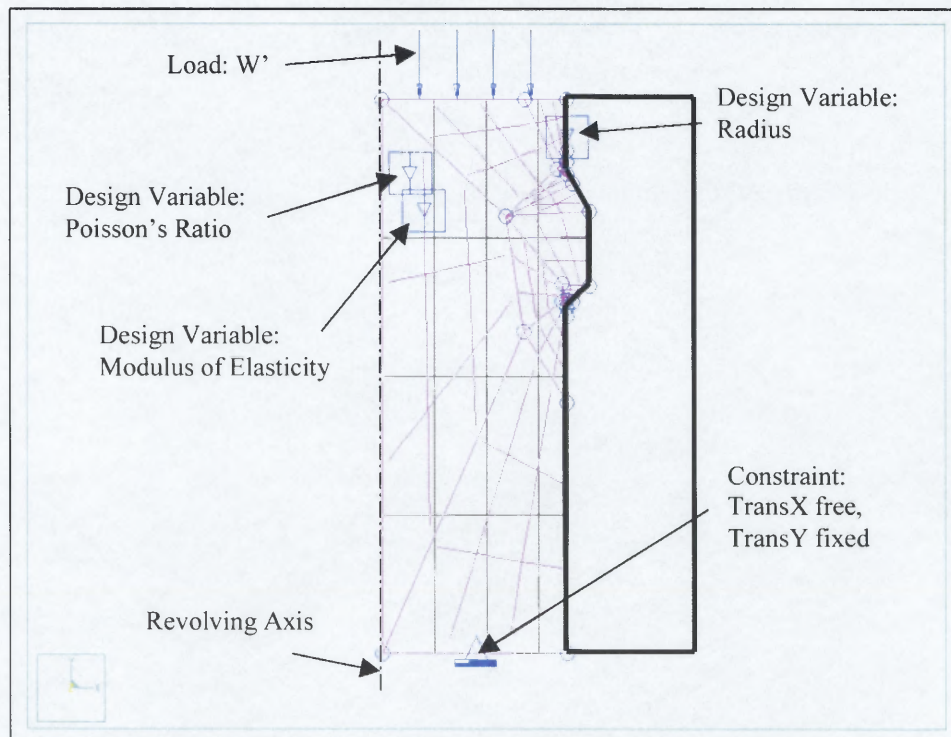 Load: W’
Design Variable:
Radius
Design Variable:
Poisson’s Ratio
Design Variable:
Modulus of Elasticity
Constraint:
TransX free,
TransY fixed
Revolving Axis